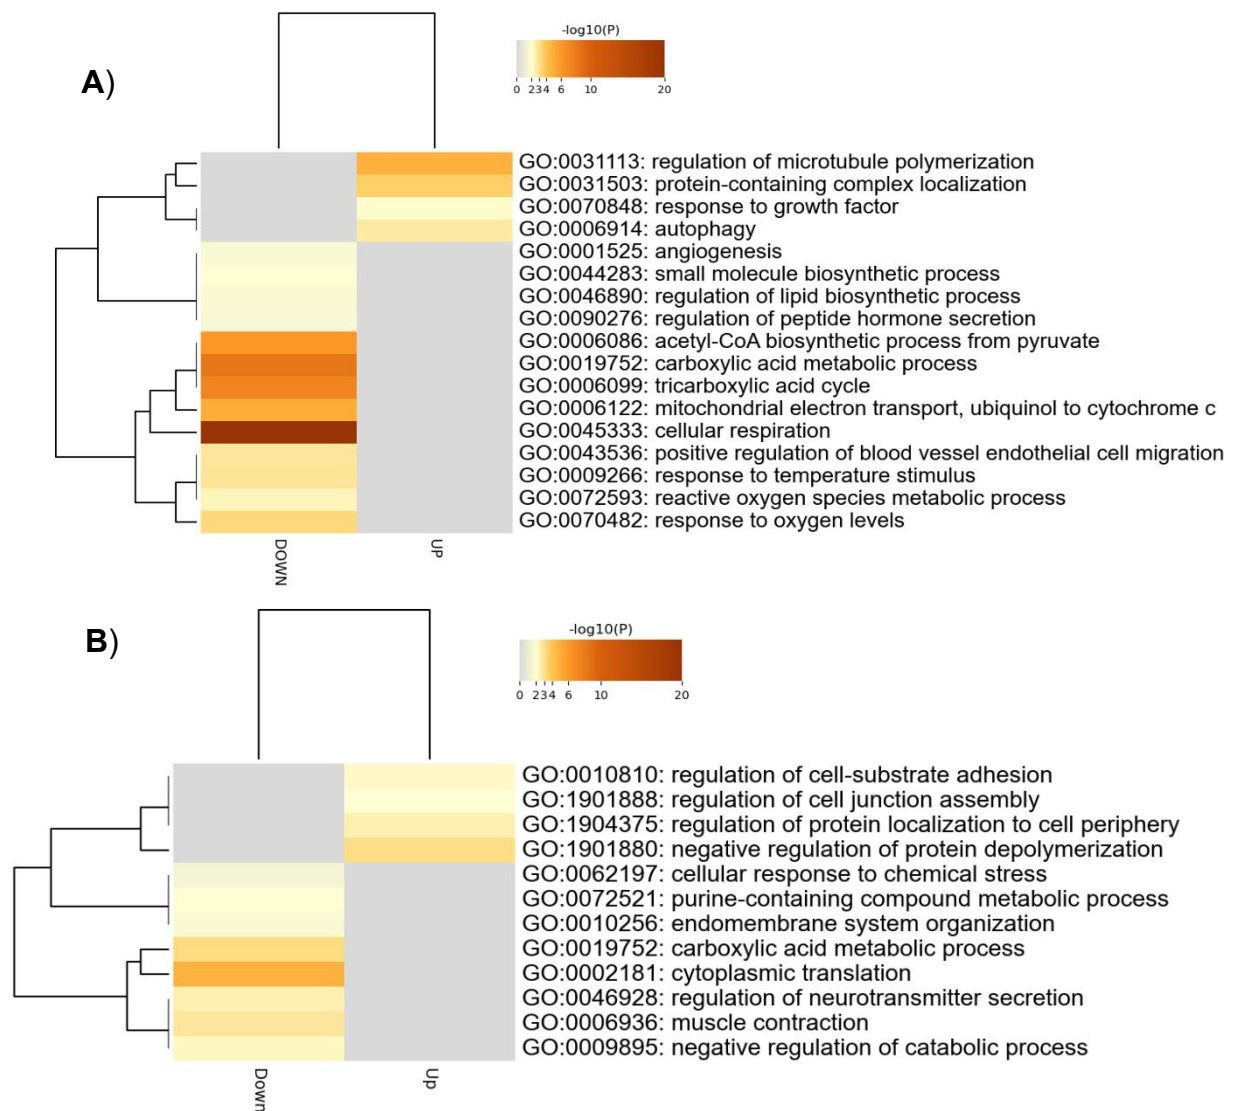 -log10(P)
A)
0 2 3 4 6 10 20
GO:0031113: regulation of microtubule polymerization
GO:0031503: protein-containing complex localization
GO:0070848: response to growth factor
GO:0006914: autophagy
GO:0001525: angiogenesis
GO:0044283: small molecule biosynthetic process
GO:0046890: regulation of lipid biosynthetic process
GO:0090276: regulation of peptide hormone secretion
GO:0006086: acetyl-CoA biosynthetic process from pyruvate
GO:0019752: carboxylic acid metabolic process
GO:0006099: tricarboxylic acid cycle
GO:0006122: mitochondrial electron transport, ubiquinol to cytochrome c
GO:0045333: cellular respiration
GO:0043536: positive regulation of blood vessel endothelial cell migration
GO:0009266: response to temperature stimulus
GO:0072593: reactive oxygen species metabolic process
GO:0070482: response to oxygen levels
DOWN
UP
-log10(P)
B)
0 2 3 4 6 10 20
GO:0010810: regulation of cell-substrate adhesion
GO:1901888: regulation of cell junction assembly
GO:1904375: regulation of protein localization to cell periphery
GO:1901880: negative regulation of protein depolymerization
GO:0062197: cellular response to chemical stress
GO:0072521: purine-containing compound metabolic process
GO:0010256: endomembrane system organization
GO:0019752: carboxylic acid metabolic process
GO:0002181: cytoplasmic translation
GO:0046928: regulation of neurotransmitter secretion
GO:0006936: muscle contraction
GO:0009895: negative regulation of catabolic process
Down
Up